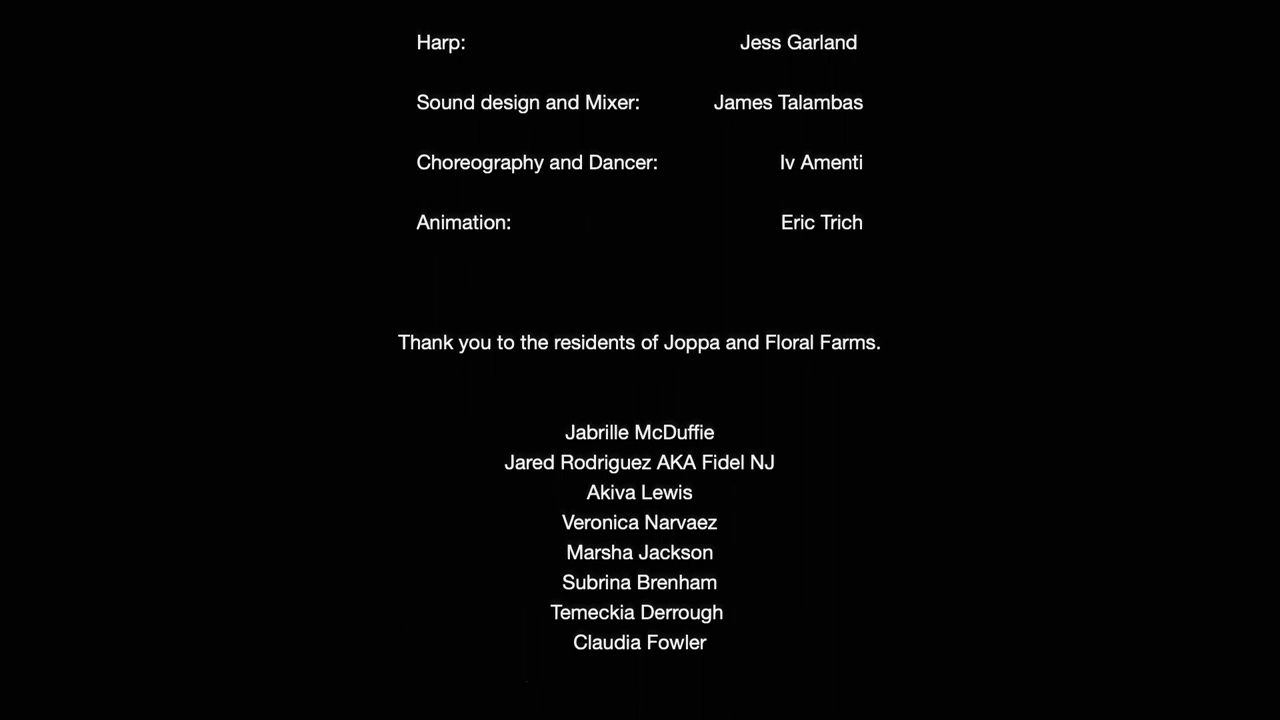 Harp: Jess Garland
Sound design and Mixer: James Talambas
Choreography and Dancer: Iv Amenti
Animation: Eric Trich
Thank you to the residents of Joppa and Floral Farms.
Jabrille McDuffie
Jared Rodriguez AKA Fidel NJ
Akiva Lewis
Veronica Narvaez
Marsha Jackson
Subrina Brenham
Temeckia Derrough
Claudia Fowler